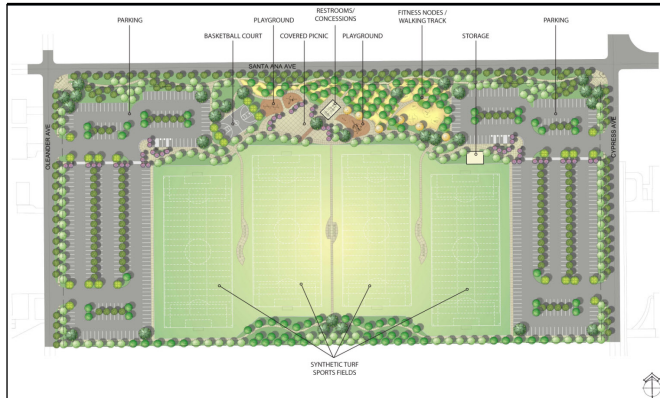 RESTROOMS/
CONCESSIONS
FITNESS NODES /
WALKING TRACK
PARKING
PLAYGROUND
PARKING
BASKETBALL COURT
COVERED PICNIC
PLAYGROUND
STORAGE
SANTA ANA AVE
OLEANDER AVE
CYPRESS AVE
SYNTHETIC TURF
SPORTS FIELDS